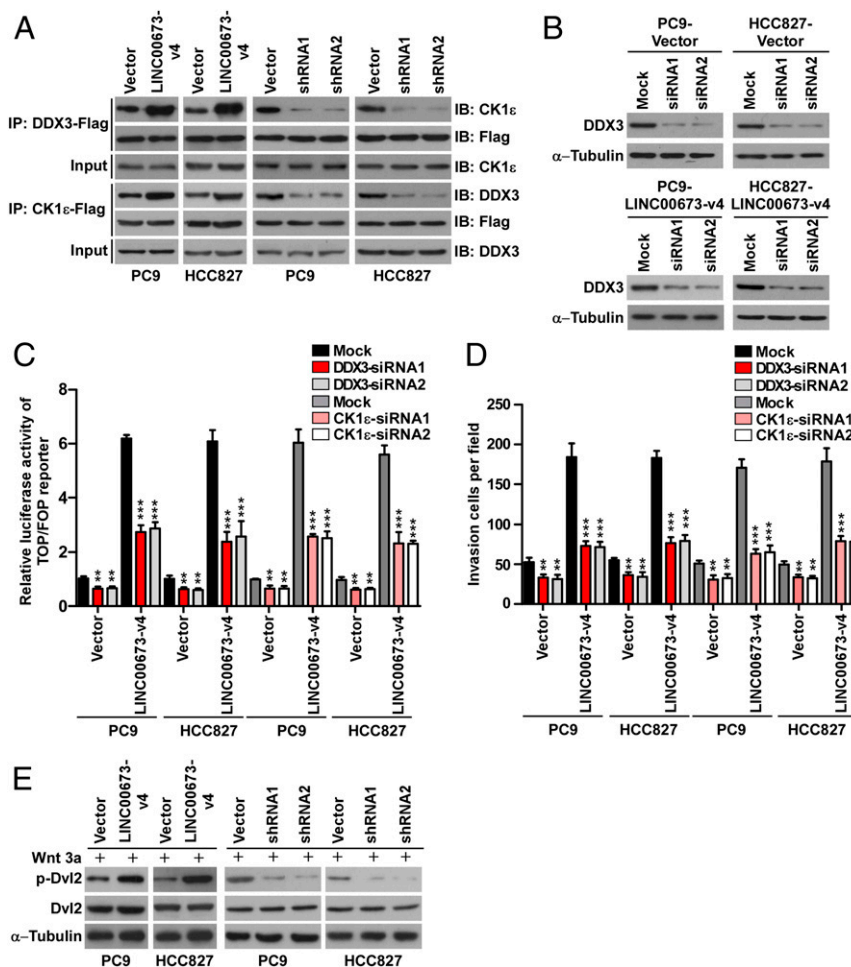 A
Vector
LINC00673-v4
Vector
LINC00673-v4
Vector
shRNA1
shRNA2
Vector
shRNA1
shRNA2
IP: DDX3-Flag
IB: CK1ε
IB: Flag
Input
IB: CK1ε
IP: CK1ε-Flag
IB: DDX3
IB: Flag
Input
IB: DDX3
PC9 HCC827 PC9 HCC827
B
PC9-
Vector
HCC827-
Vector
Mock
siRNA1
siRNA2
Mock
siRNA1
siRNA2
DDX3
α-Tubulin
PC9-
LINC00673-v4
HCC827-
LINC00673-v4
Mock
siRNA1
siRNA2
Mock
siRNA1
siRNA2
DDX3
α-Tubulin
C
Mock
DDX3-siRNA1
DDX3-siRNA2
Mock
CK1ε-siRNA1
CK1ε-siRNA2
Relative luciferase activity of
TOP/FOP reporter
8
6
4
2
0
** ** *** *** ** ** *** *** ** ** *** *** ** ** *** ***
Vector
LINC00673-v4
Vector
LINC00673-v4
Vector
LINC00673-v4
Vector
LINC00673-v4
PC9 HCC827 PC9 HCC827
D
Mock
DDX3-siRNA1
DDX3-siRNA2
Mock
CK1ε-siRNA1
CK1ε-siRNA2
Invasion cells per field
250
200
150
100
50
0
** ** *** *** ** ** *** *** ** ** *** *** ** ** *** ***
Vector
LINC00673-v4
Vector
LINC00673-v4
Vector
LINC00673-v4
Vector
LINC00673-v4
PC9 HCC827 PC9 HCC827
E
Vector
LINC00673-v4
Vector
LINC00673-v4
Vector
shRNA1
shRNA2
Vector
shRNA1
shRNA2
Wnt 3a + + + + + + + + + +
p-Dvl2
Dvl2
α-Tubulin
PC9 HCC827 PC9 HCC827